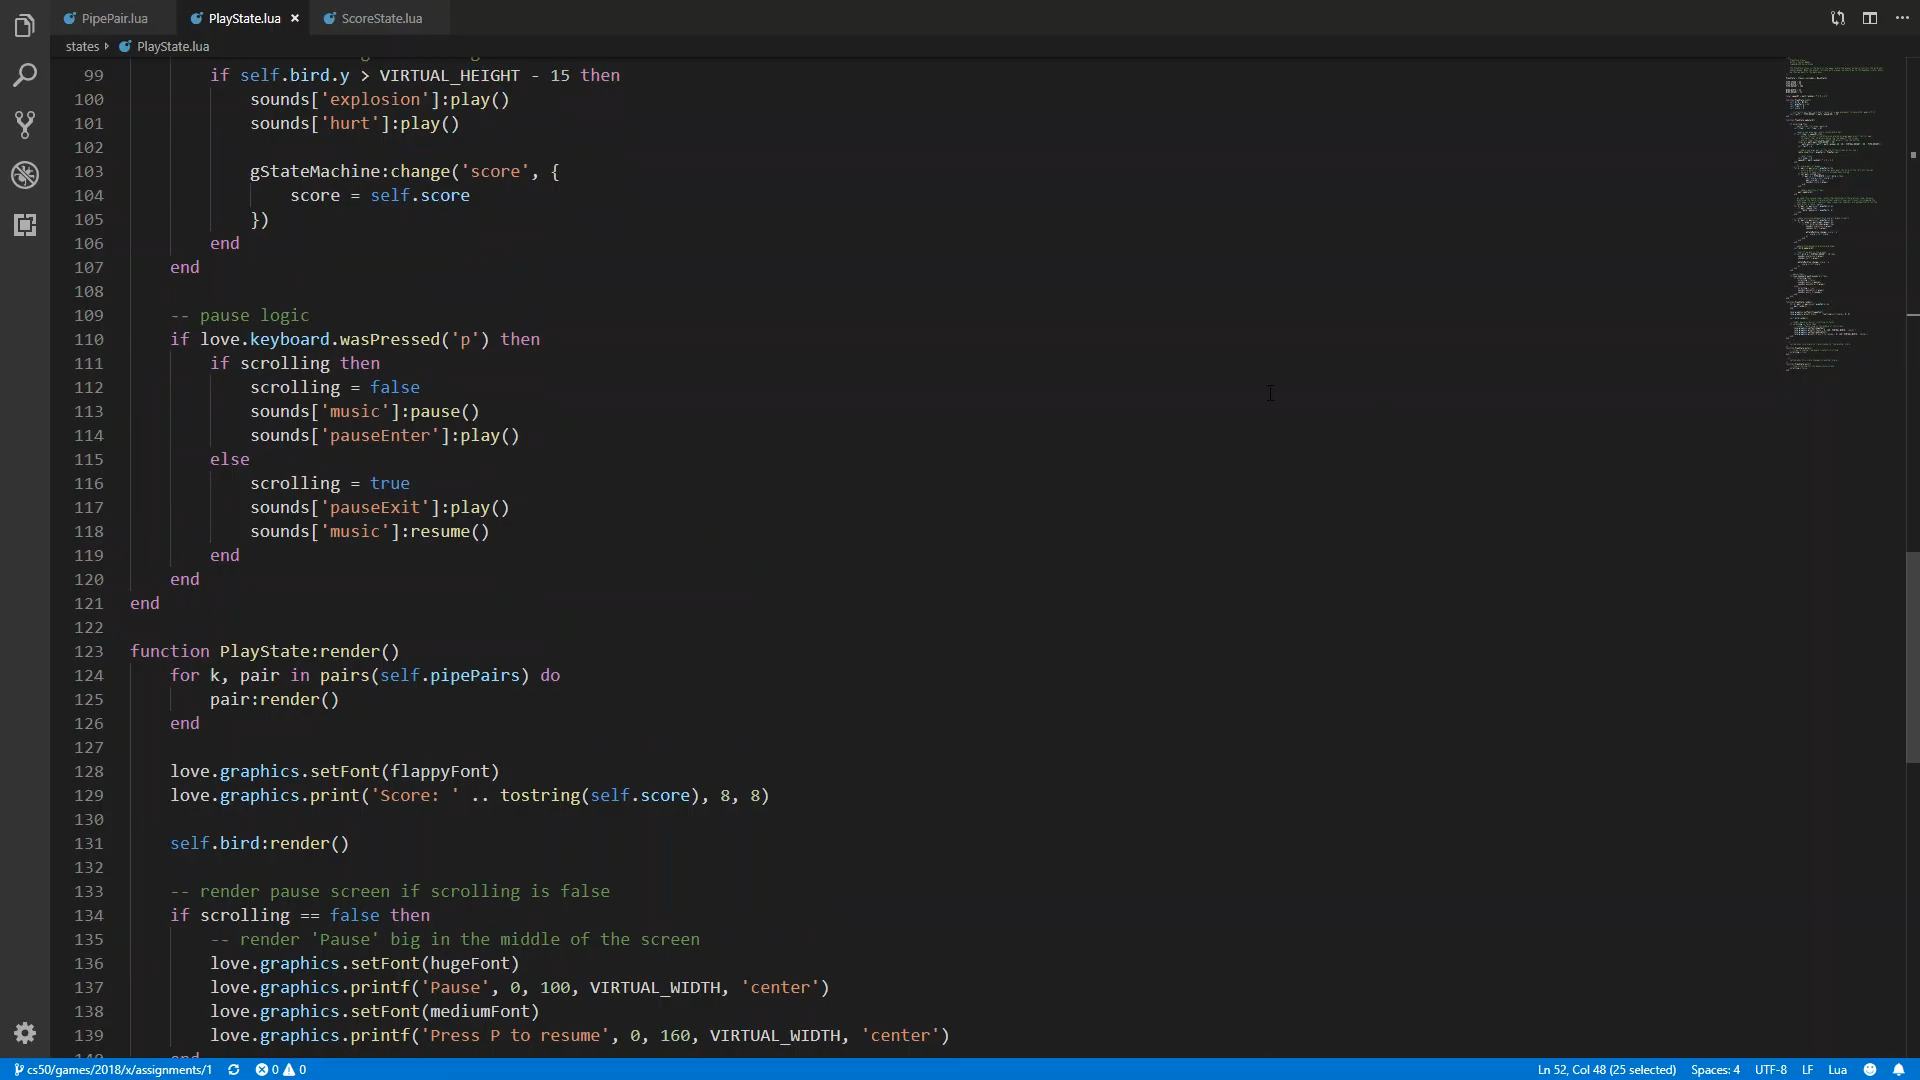 PipePair.lua PlayState.lua × ScoreState.lua
states PlayState.lua
99 if self.bird.y > VIRTUAL_HEIGHT - 15 then
100 sounds['explosion']:play()
101 sounds['hurt']:play()
102
103 gStateMachine:change('score', {
104 score = self.score
105 })
106 end
107 end
108
109 -- pause logic
110 if love.keyboard.wasPressed('p') then
111 if scrolling then
112 scrolling = false
113 sounds['music']:pause()
114 sounds['pauseEnter']:play()
115 else
116 scrolling = true
117 sounds['pauseExit']:play()
118 sounds['music']:resume()
119 end
120 end
121 end
122
123 function PlayState:render()
124 for k, pair in pairs(self.pipePairs) do
125 pair:render()
126 end
127
128 love.graphics.setFont(flappyFont)
129 love.graphics.print('Score: ' .. tostring(self.score), 8, 8)
130
131 self.bird:render()
132
133 -- render pause screen if scrolling is false
134 if scrolling == false then
135 -- render 'Pause' big in the middle of the screen
136 love.graphics.setFont(hugeFont)
137 love.graphics.printf('Pause', 0, 100, VIRTUAL_WIDTH, 'center')
138 love.graphics.setFont(mediumFont)
139 love.graphics.printf('Press P to resume', 0, 160, VIRTUAL_WIDTH, 'center')
140 end
cs50/games/2018/x/assignments/1 0 0 Ln 52, Col 48 (25 selected) Spaces: 4 UTF-8 LF Lua